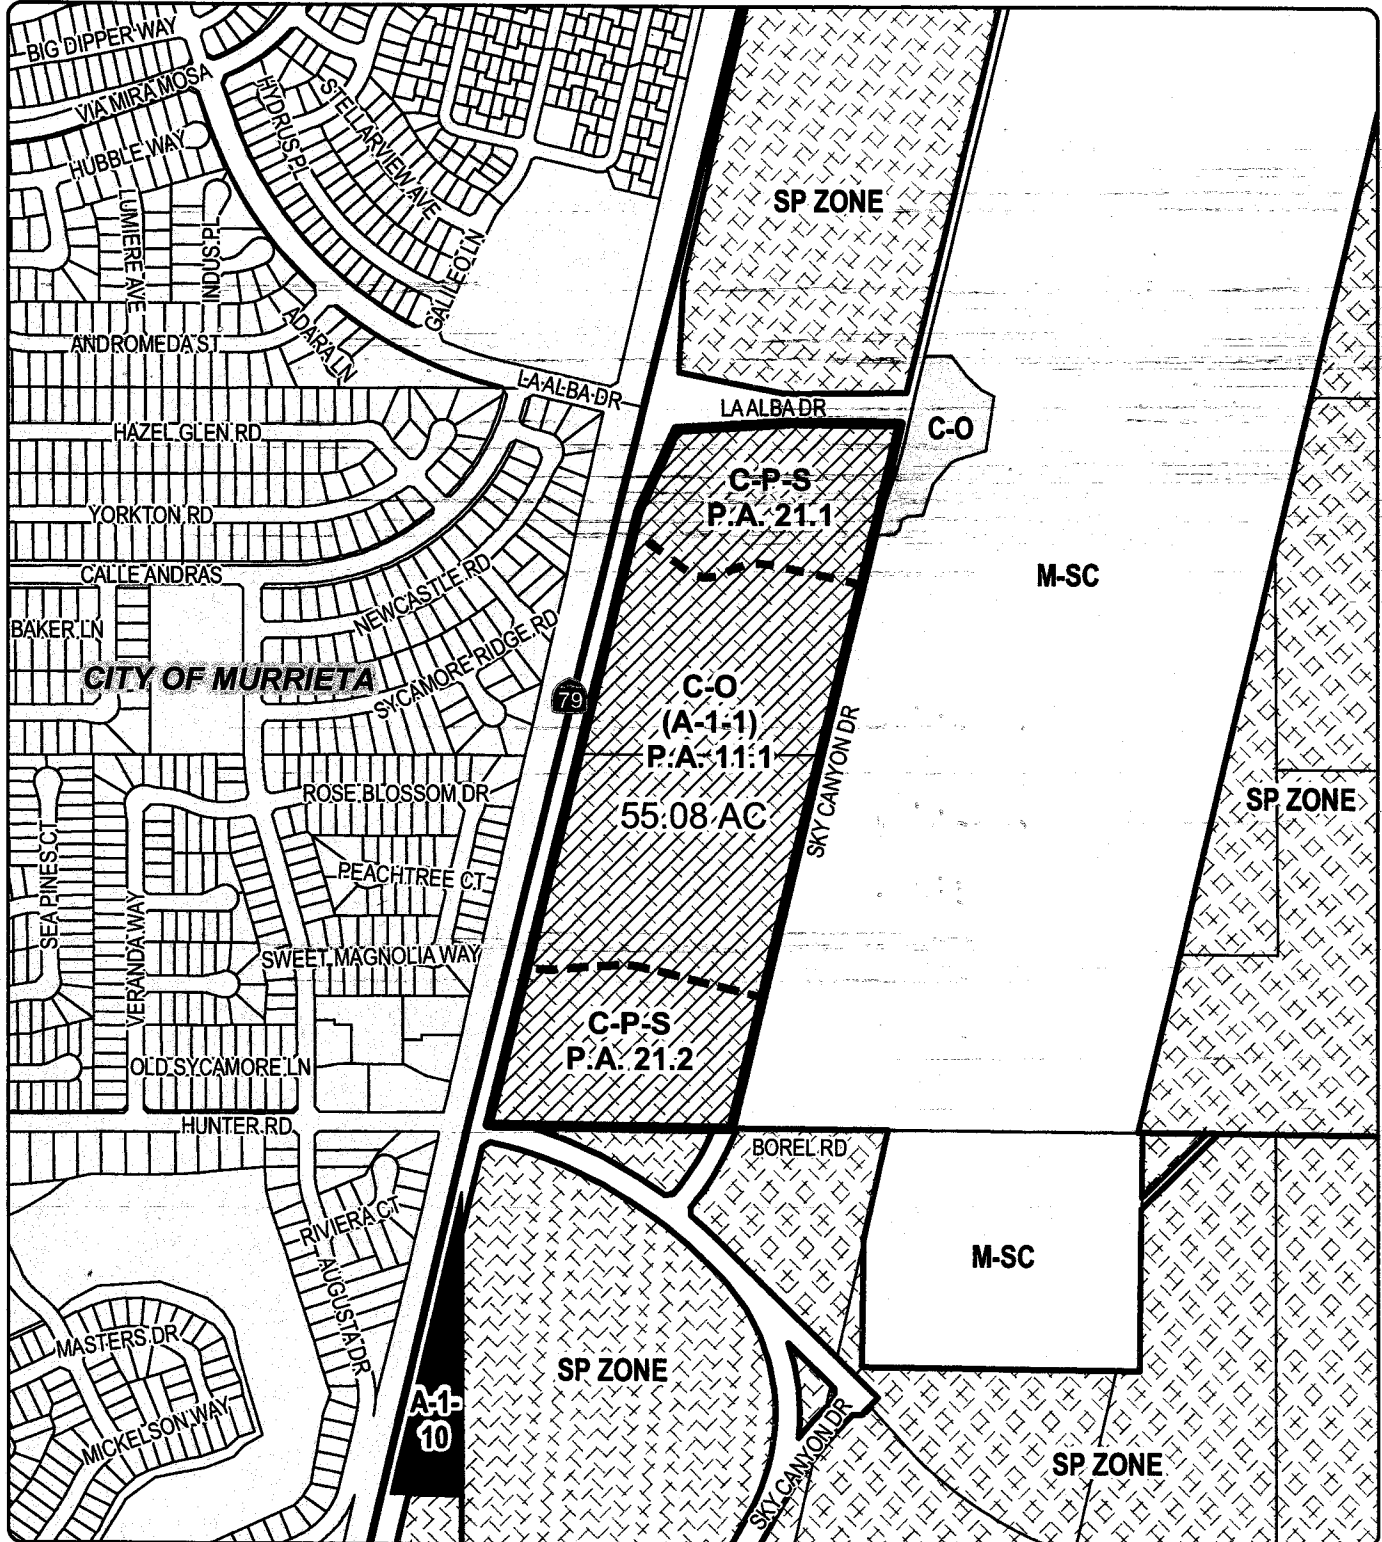 BIG DIPPER WAY
VIA MIRA MOSA
HUBBLE WAY
HYDRUS PL
STELLARVIEW AVE
LUMIERE AVE
INDUS PL
GALILEO LN
ANDROMEDA ST
ADARA LN
SP ZONE
LA ALBA DR
LA ALBA DR
C-O
HAZEL GLEN RD
YORKTON RD
CALLE ANDRAS
BAKER LN
NEWCASTLE RD
SYCAMORE RIDGE RD
CITY OF MURRIETA
79
C-P-S
P.A. 21.1
M-SC
C-O
(A-1-1)
P.A. 11.1
55.08 AC
SKY CANYON DR
SP ZONE
ROSE BLOSSOM DR
PEACHTREE CT
SEA PINES CT
VERANDA WAY
SWEET MAGNOLIA WAY
OLD SYCAMORE LN
C-P-S
P.A. 21.2
HUNTER RD
BOREL RD
RIVIERA CT
AUGUSTA DR
MASTERS DR
MICKELSON WAY
A-1-
10
SP ZONE
M-SC
SKY CANYON DR
SP ZONE